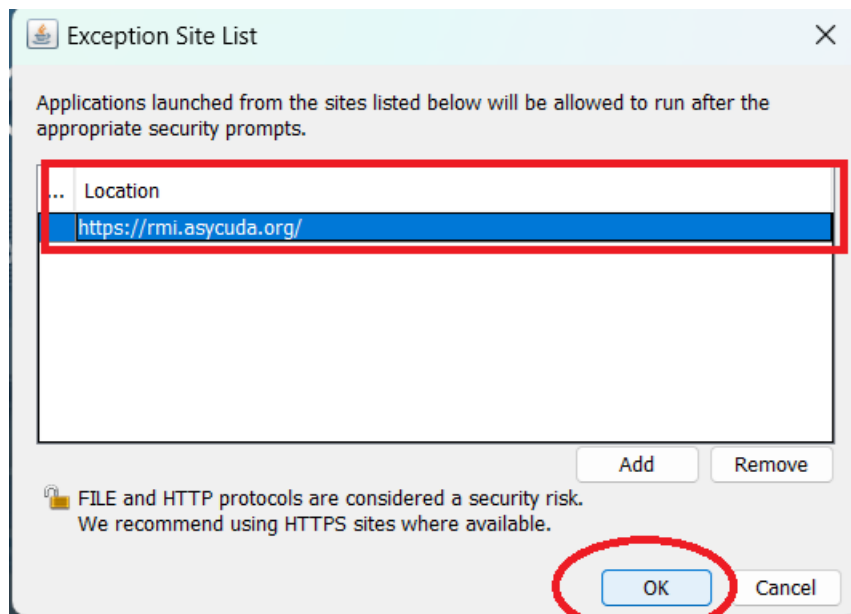 Exception Site List
Applications launched from the sites listed below will be allowed to run after the
appropriate security prompts.
... Location
https://rmi.asycuda.org/
Add Remove
FILE and HTTP protocols are considered a security risk.
We recommend using HTTPS sites where available.
OK Cancel